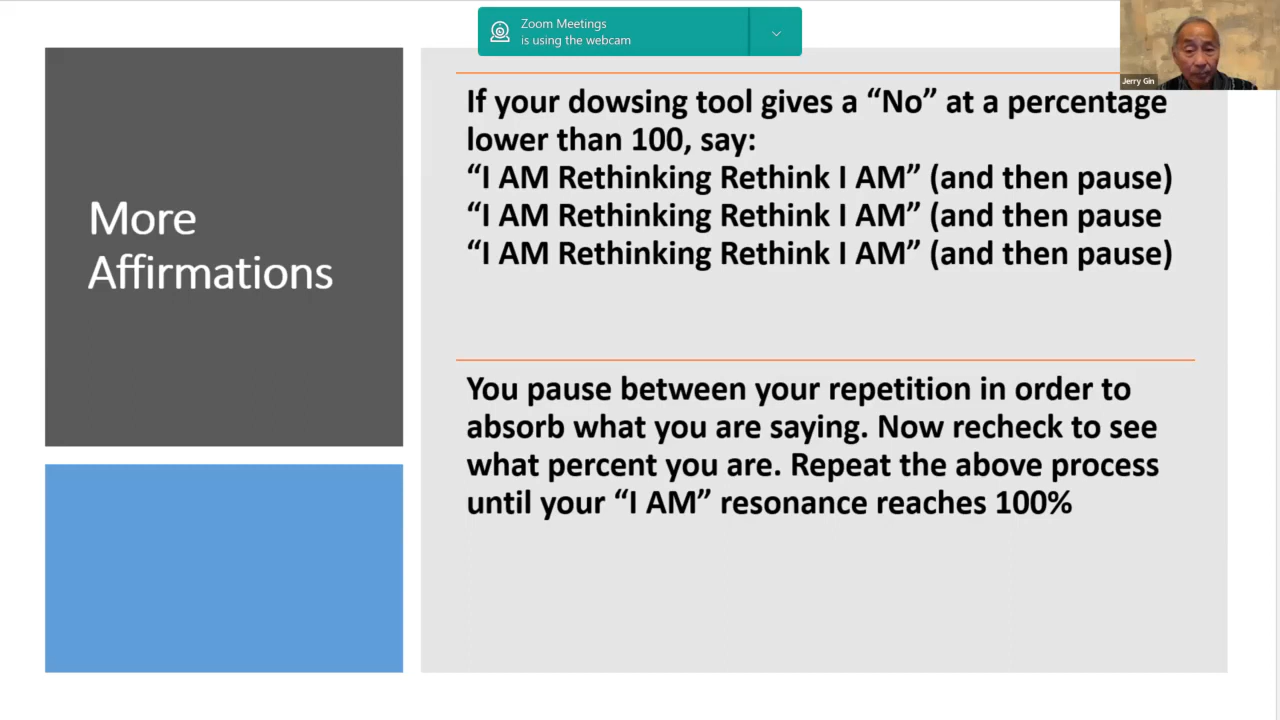 Zoom Meetings
is using the webcam
Jerry Gin
More
Affirmations
If your dowsing tool gives a “No” at a percentage
lower than 100, say:
“I AM Rethinking Rethink I AM” (and then pause)
“I AM Rethinking Rethink I AM” (and then pause
“I AM Rethinking Rethink I AM” (and then pause)
You pause between your repetition in order to
absorb what you are saying. Now recheck to see
what percent you are. Repeat the above process
until your “I AM” resonance reaches 100%